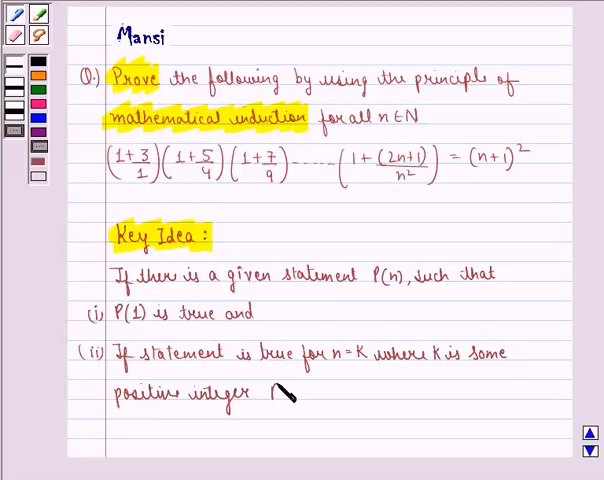 Mansi
Q.) Prove the following by using the principle of
mathematical induction for all n ∈ N
(1+3/1) (1+5/4) (1+7/9) ...... (1+(2n+1)/n²) = (n+1)²
Key Idea :
If there is a given statement P(n), such that
(i) P(1) is true and
(ii) If statement is true for n=k where k is some
positive integer